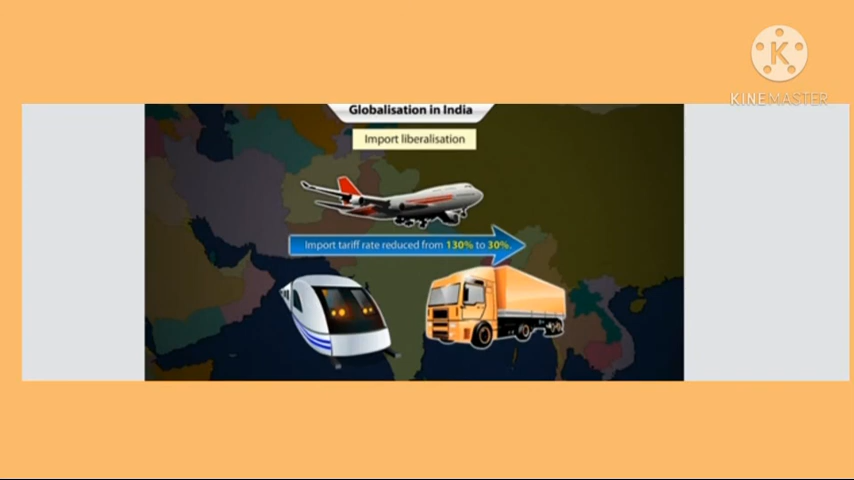 K
KINEMASTER
Globalisation in India
Import liberalisation
Import tariff rate reduced from 130% to 30%.